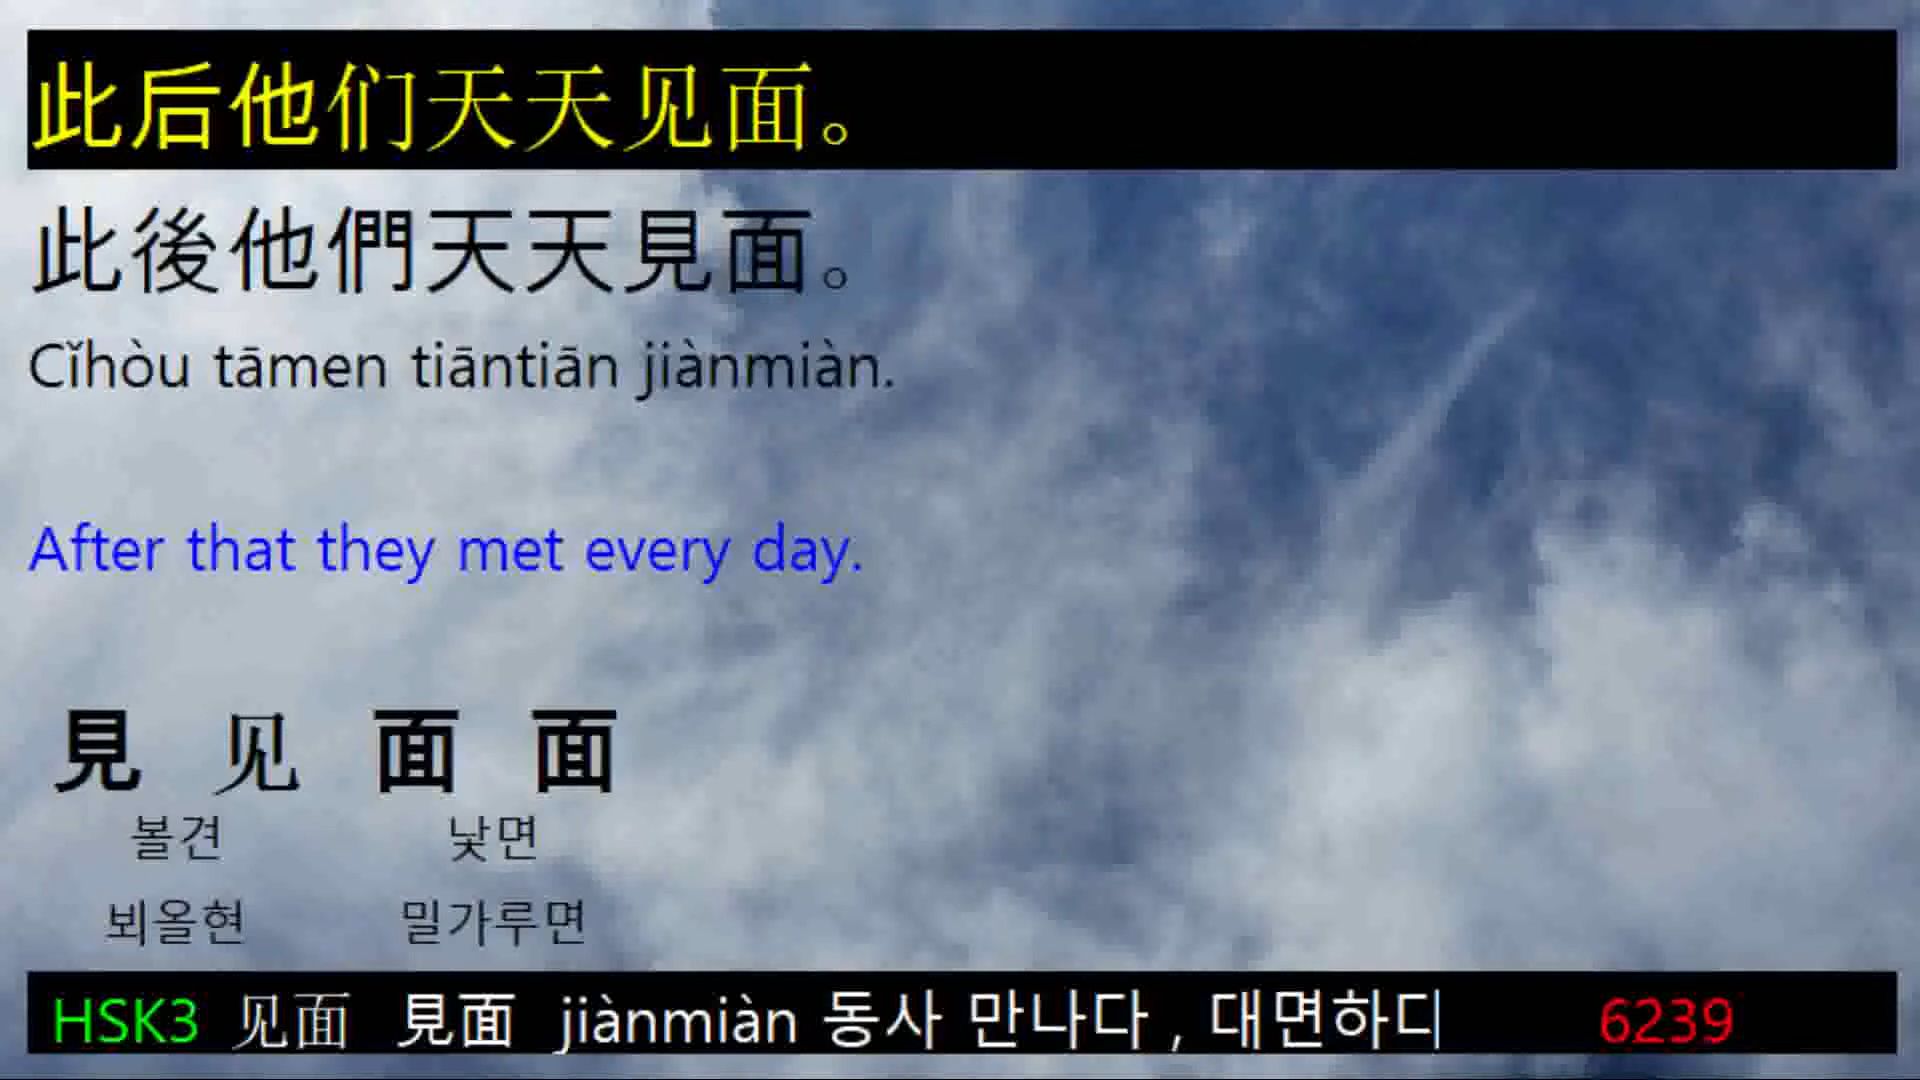 此后他们天天见面。
此後他們天天見面。
Cǐhòu tāmen tiāntiān jiànmiàn.
After that they met every day.
見 见 面 面
볼견 낯면
뵈올현 밀가루면
HSK3 见面 見面 jiànmiàn 동사 만나다 , 대면하다 6239